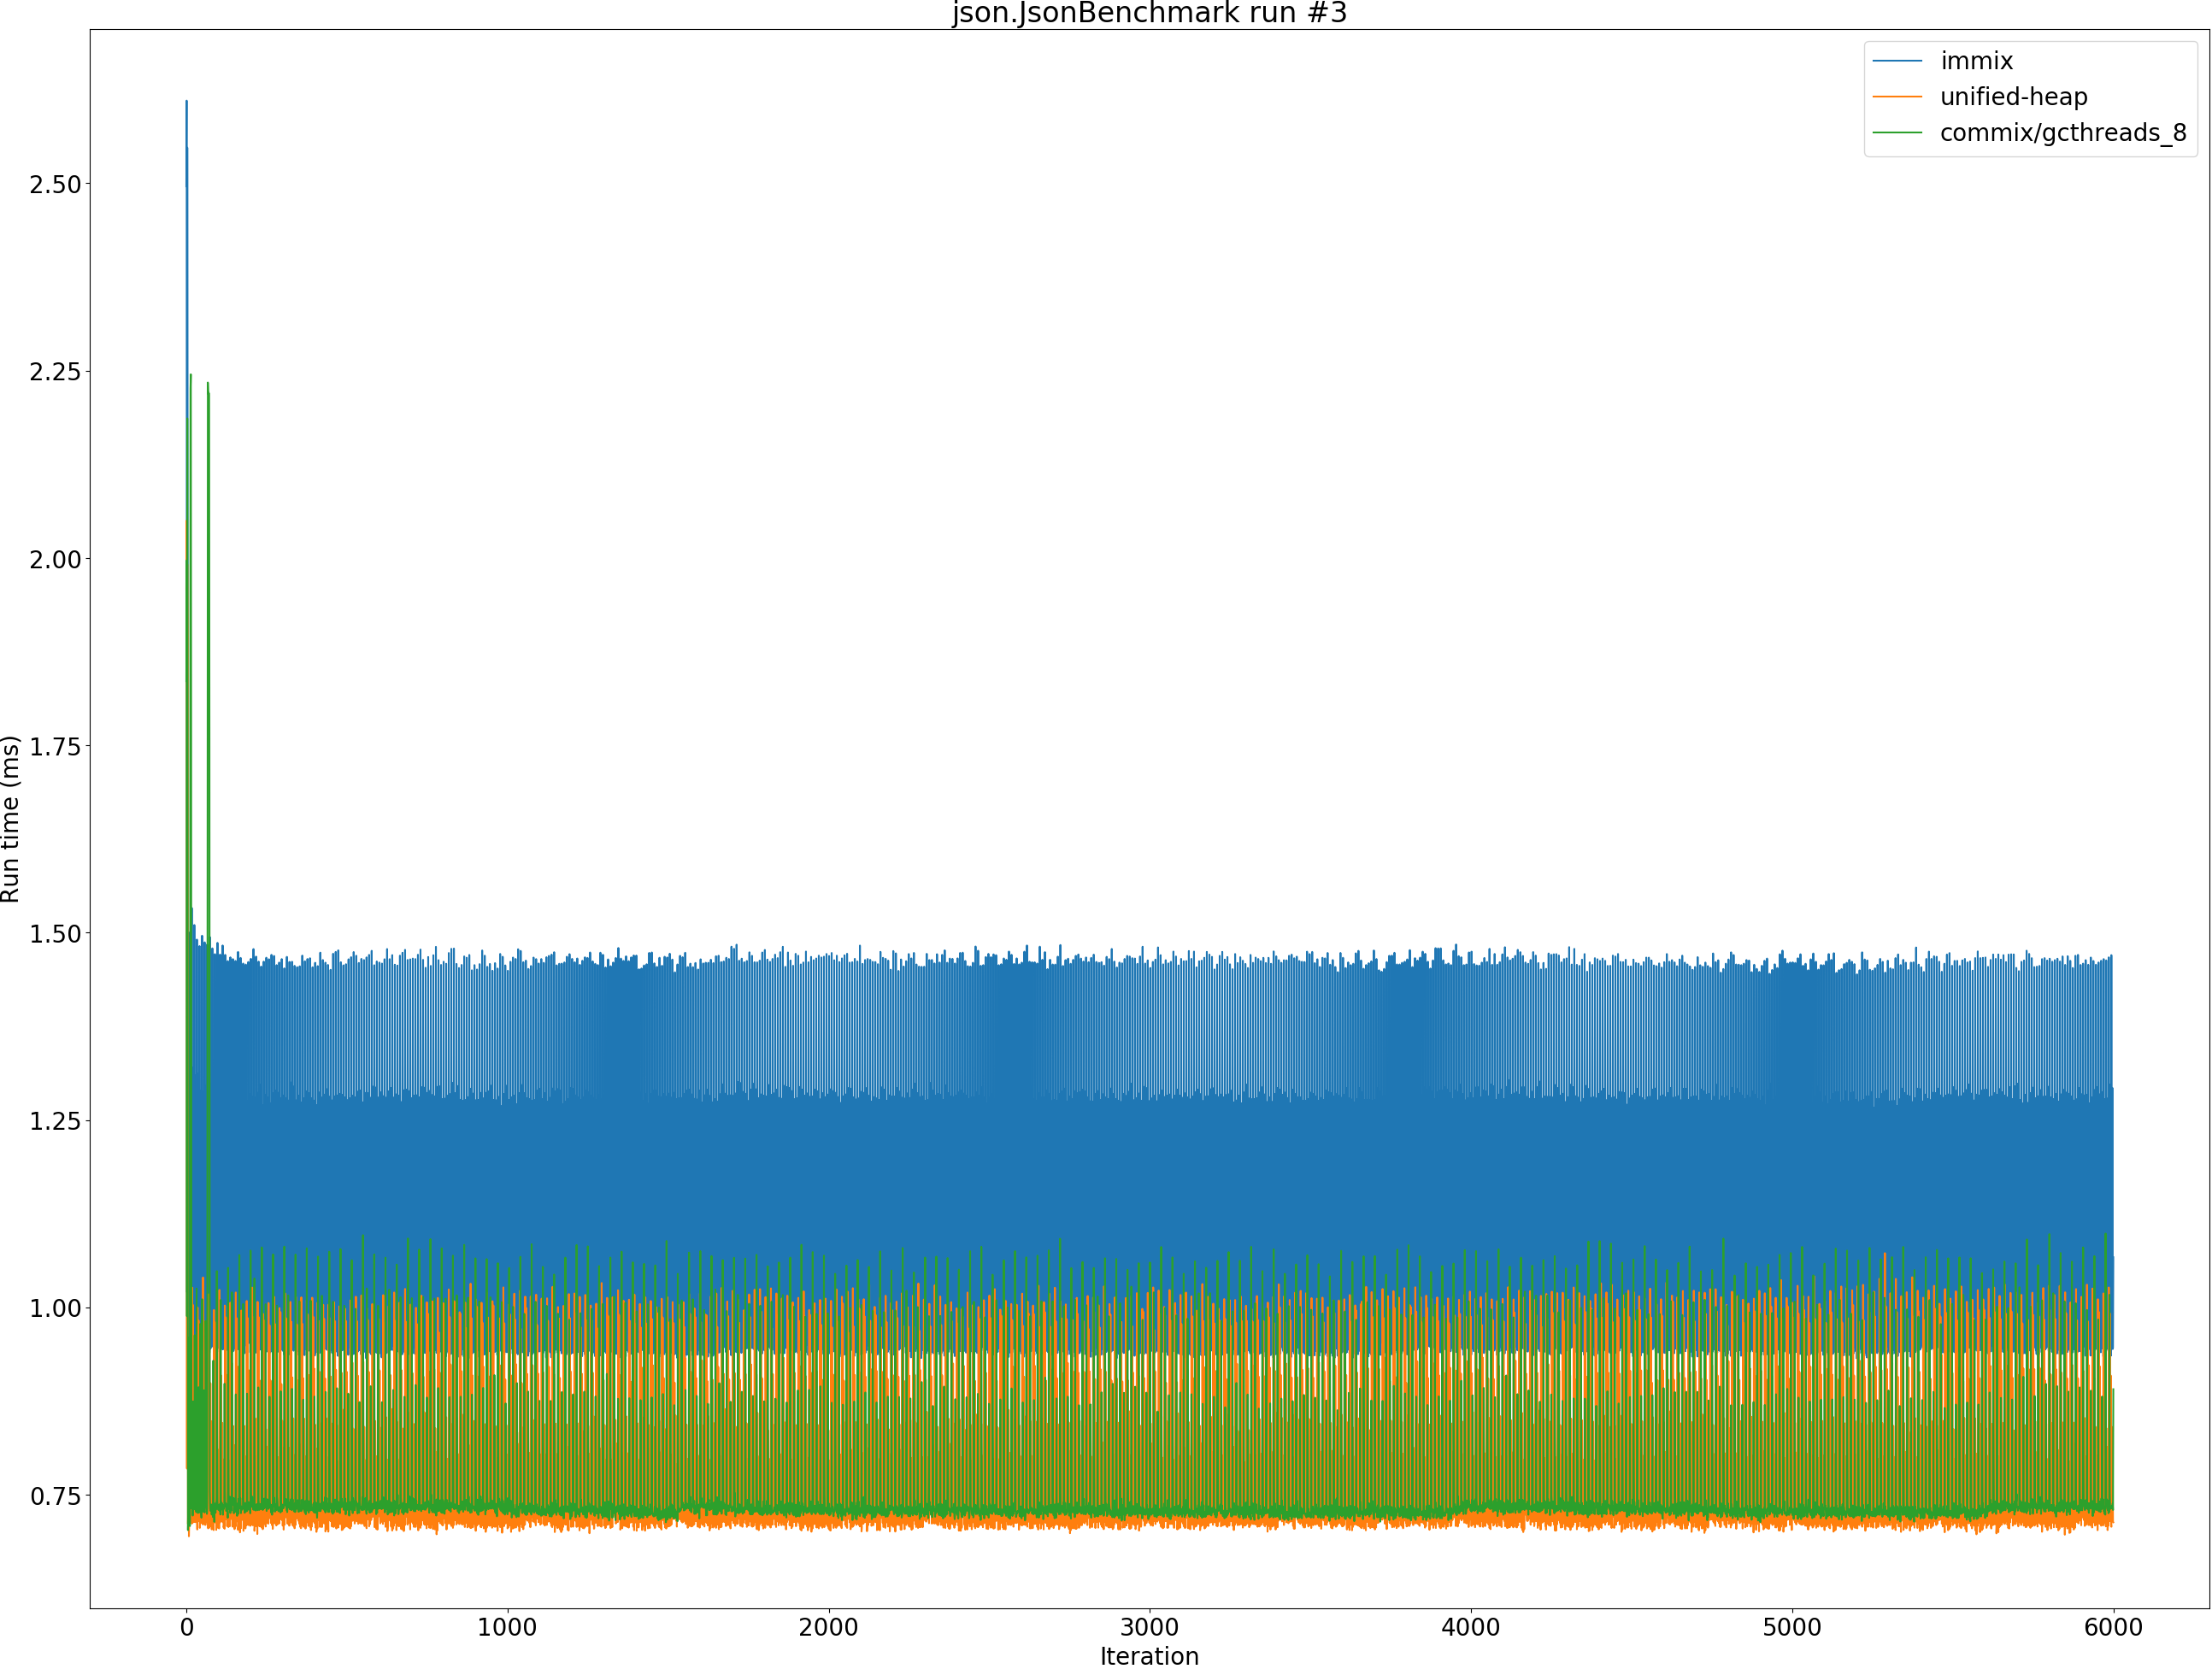 json.JsonBenchmark run #3
immix
unified-heap
commix/gcthreads_8
2.50
2.25
2.00
1.75
1.50
1.25
1.00
0.75
Run time (ms)
0 1000 2000 3000 4000 5000 6000
Iteration